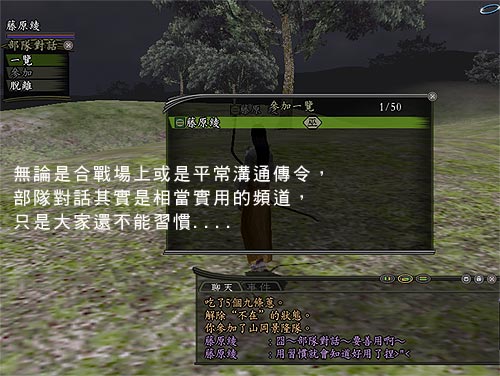 藤原綾
部隊對話
一覽
參加
脫離
參加一覽 1/50
藤原綾 巫
無論是合戰場上或是平常溝通傳令，
部隊對話其實是相當實用的頻道，
只是大家還不能習慣....
聊天 事件
吃了5個九條蔥。
解除“不在”的狀態。
你參加了山岡景隆隊。
藤原綾 : 囧～部隊對話～要善用啊～
藤原綾 : 用習慣就會知道好用了捏>"<